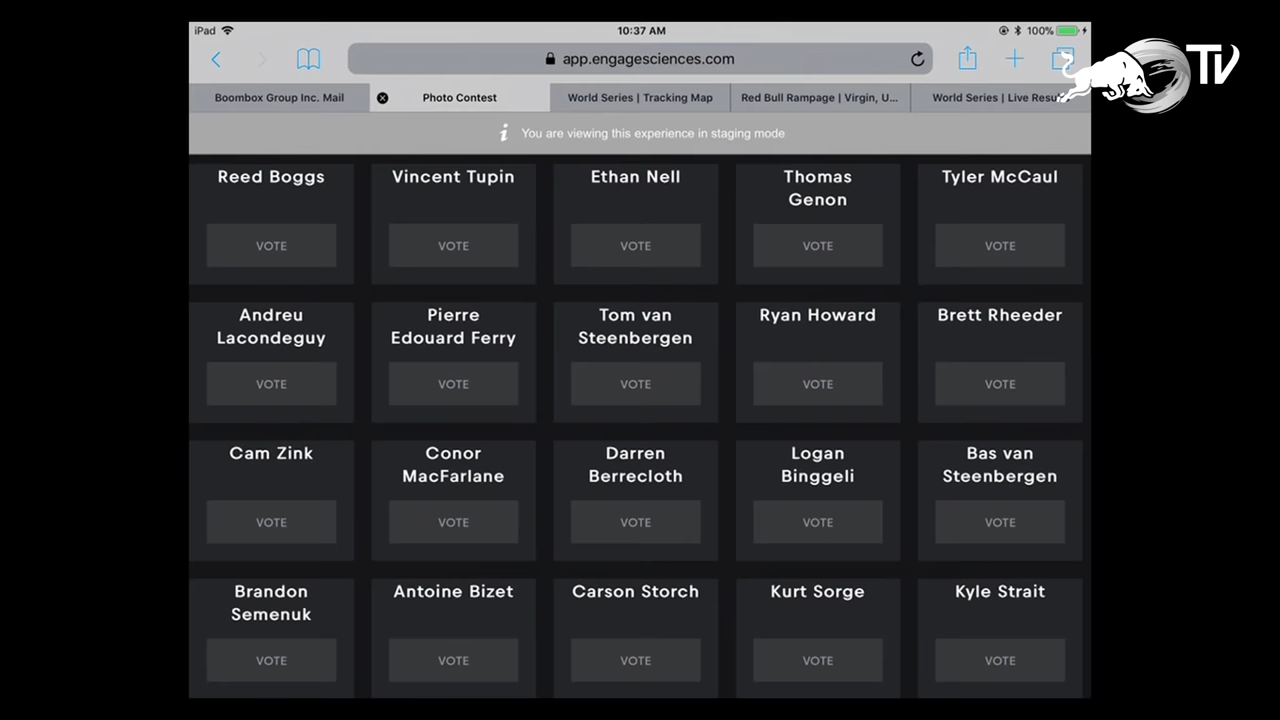 iPad
10:37 AM
100%
app.engagesciences.com
TV
Boombox Group Inc. Mail
Photo Contest
World Series | Tracking Map
Red Bull Rampage | Virgin, U...
World Series | Live Resu
i You are viewing this experience in staging mode
Reed Boggs
Vincent Tupin
Ethan Nell
Thomas
Genon
Tyler McCaul
VOTE
VOTE
VOTE
VOTE
VOTE
Andreu
Lacondeguy
Pierre
Edouard Ferry
Tom van
Steenbergen
Ryan Howard
Brett Rheeder
VOTE
VOTE
VOTE
VOTE
VOTE
Cam Zink
Conor
MacFarlane
Darren
Berrecloth
Logan
Binggeli
Bas van
Steenbergen
VOTE
VOTE
VOTE
VOTE
VOTE
Brandon
Semenuk
Antoine Bizet
Carson Storch
Kurt Sorge
Kyle Strait
VOTE
VOTE
VOTE
VOTE
VOTE